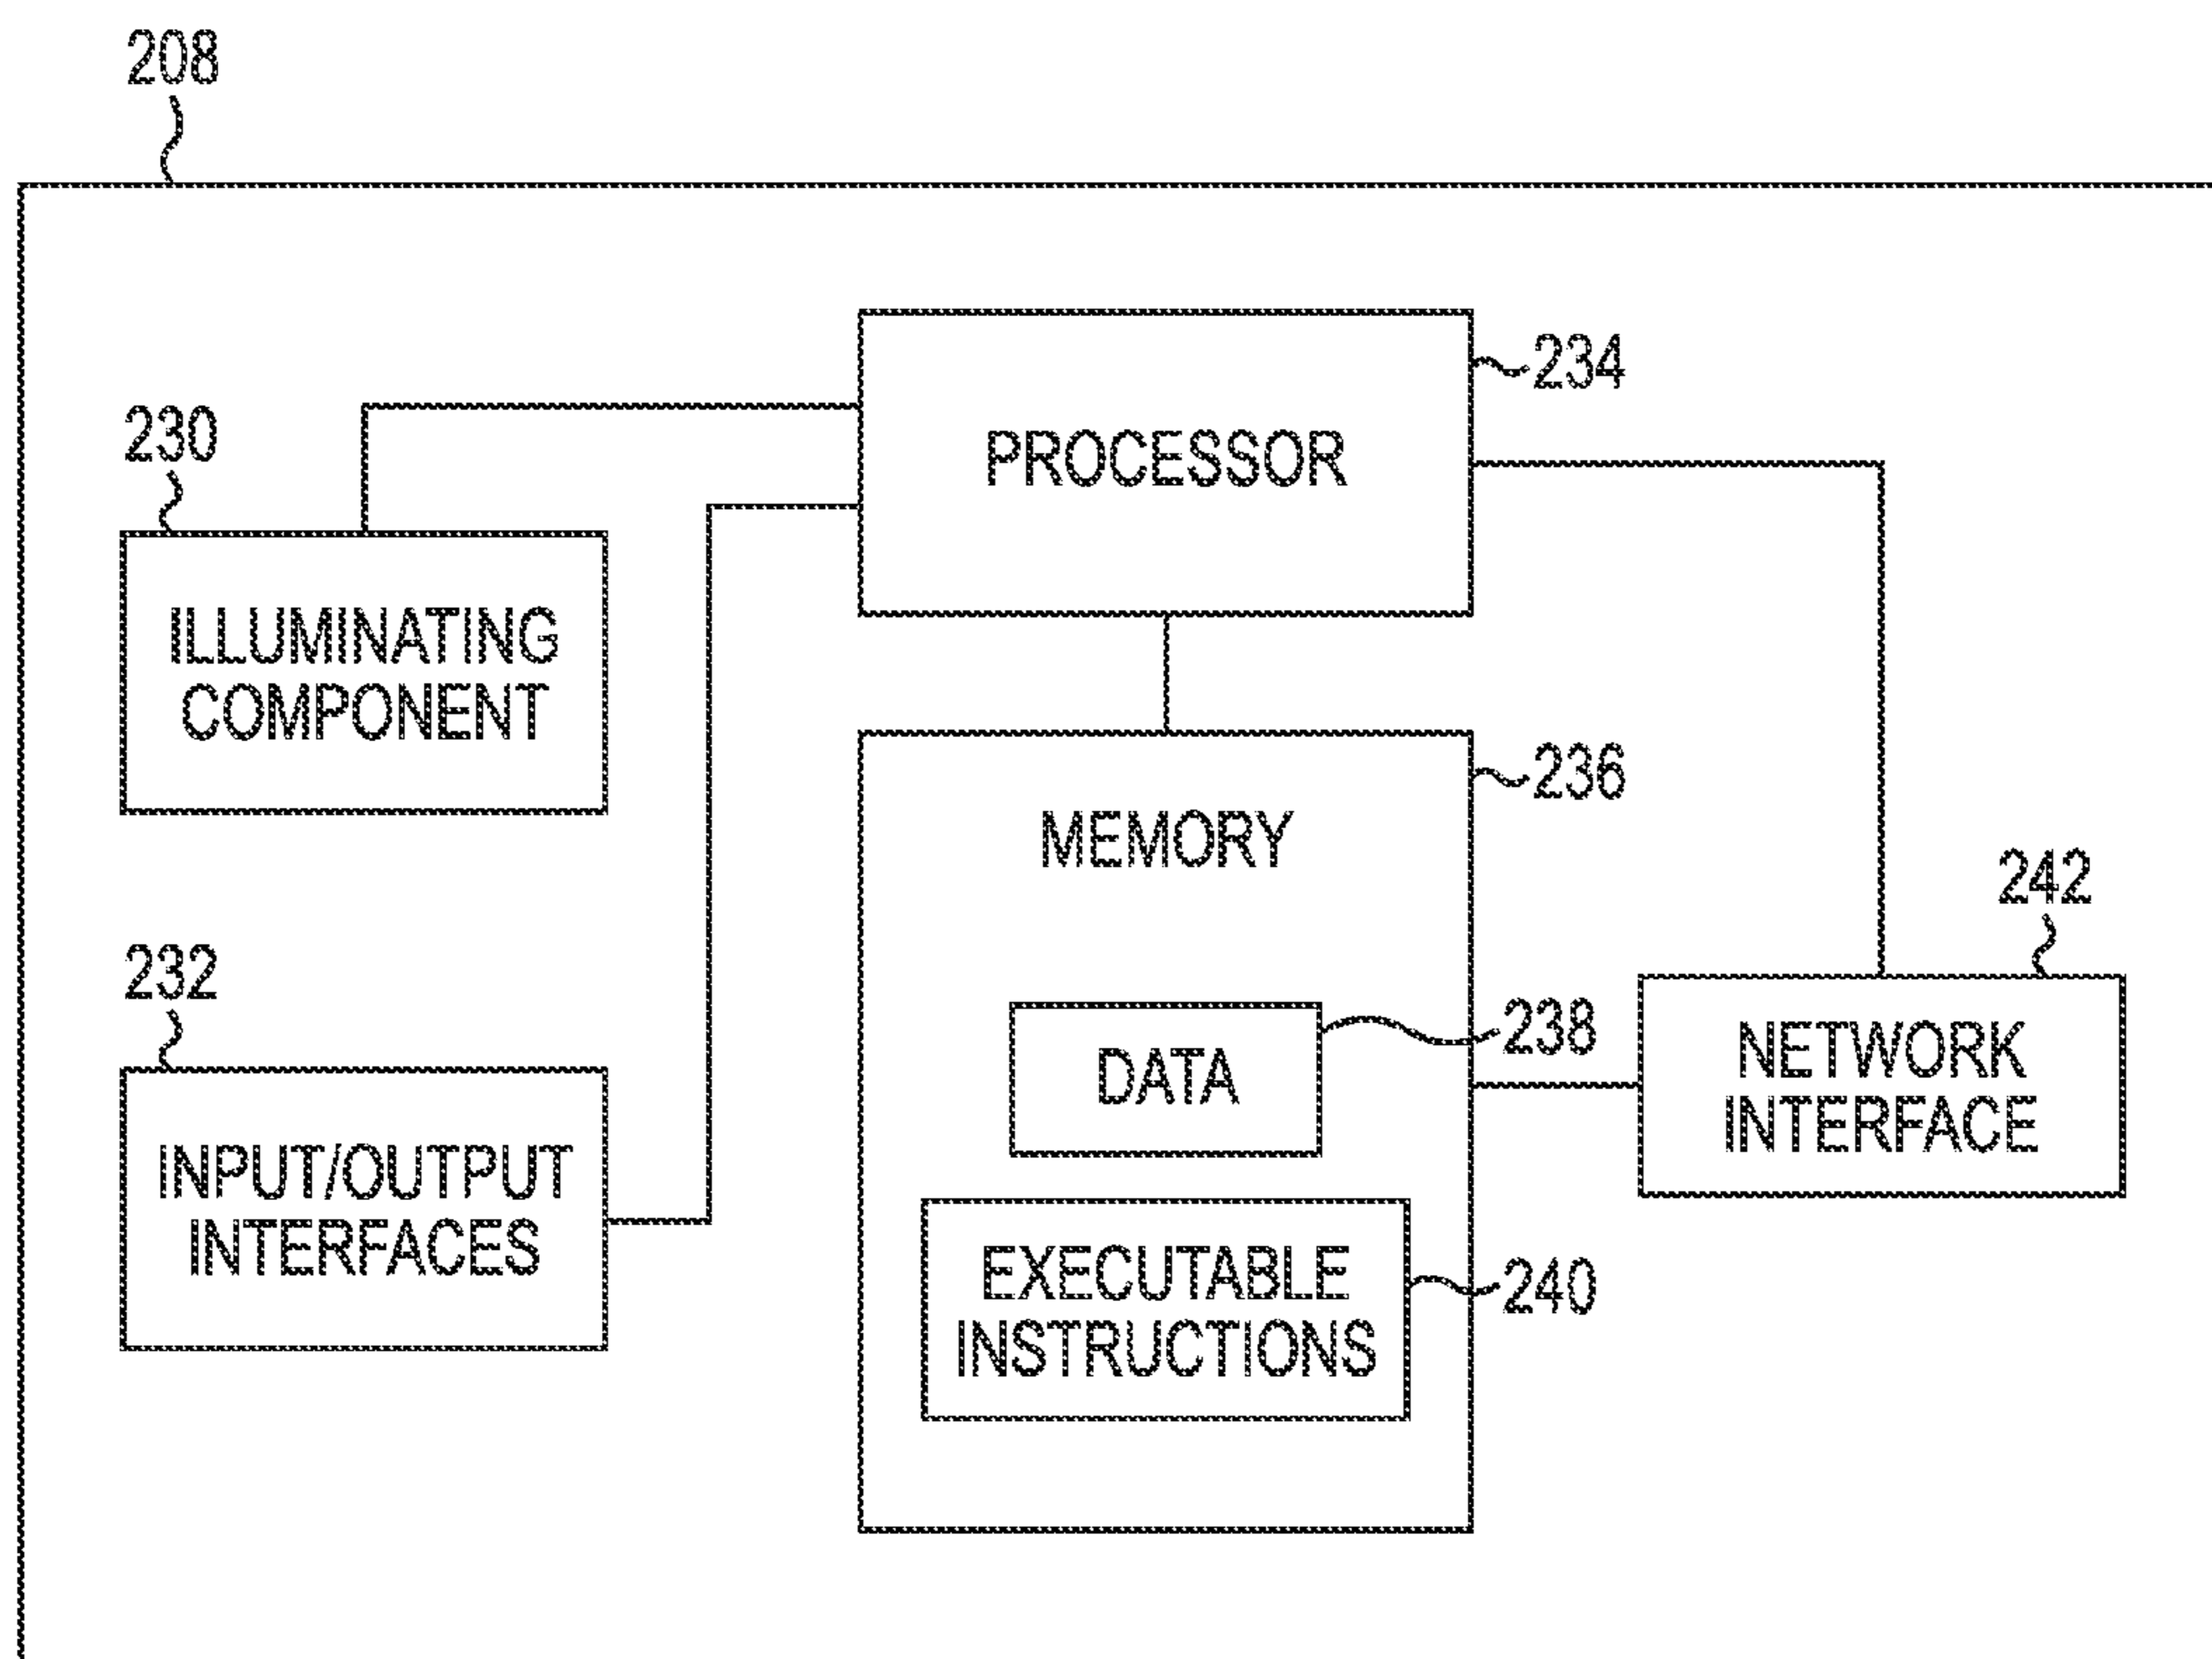 208
234
PROCESSOR
230
ILLUMINATING
COMPONENT
236
MEMORY
242
232
238
DATA
NETWORK
INTERFACE
INPUT/OUTPUT
INTERFACES
EXECUTABLE
INSTRUCTIONS
240